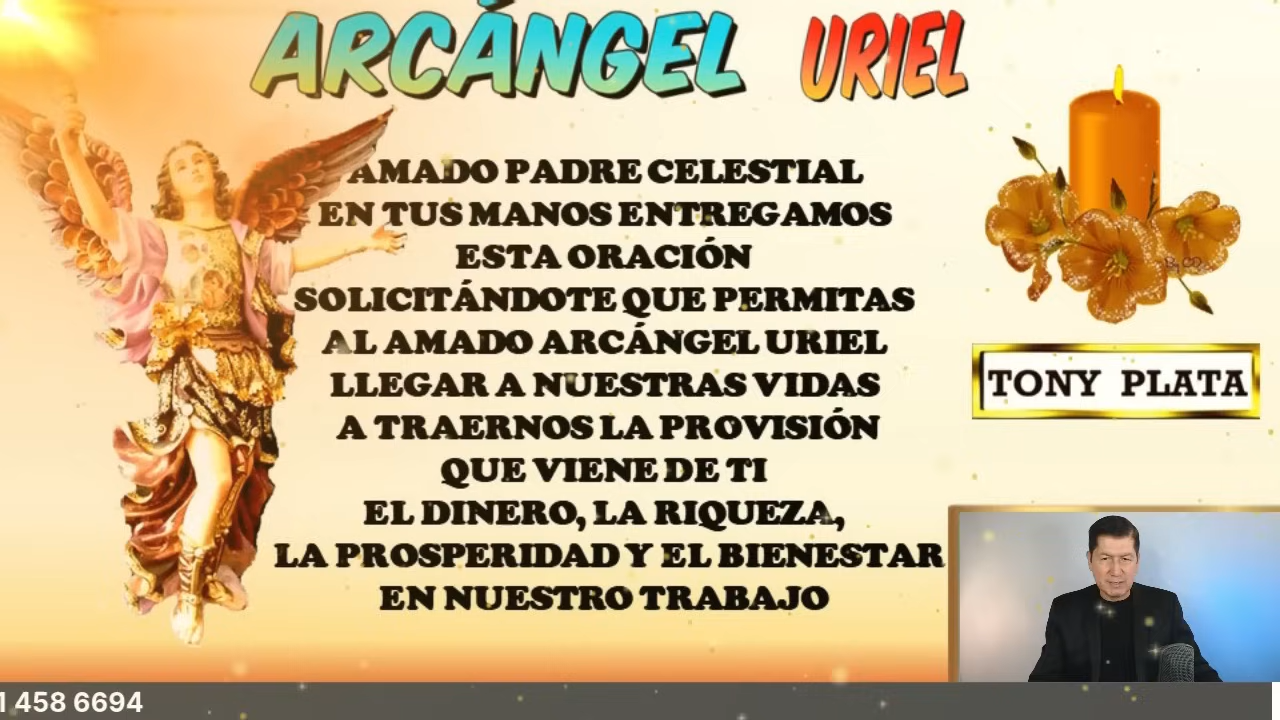 ARCÁNGEL URIEL
AMADO PADRE CELESTIAL
EN TUS MANOS ENTREGAMOS
ESTA ORACIÓN
SOLICITÁNDOTE QUE PERMITAS
AL AMADO ARCÁNGEL URIEL
LLEGAR A NUESTRAS VIDAS
A TRAERNOS LA PROVISIÓN
QUE VIENE DE TI
EL DINERO, LA RIQUEZA,
LA PROSPERIDAD Y EL BIENESTAR
EN NUESTRO TRABAJO
TONY PLATA
1 458 6694